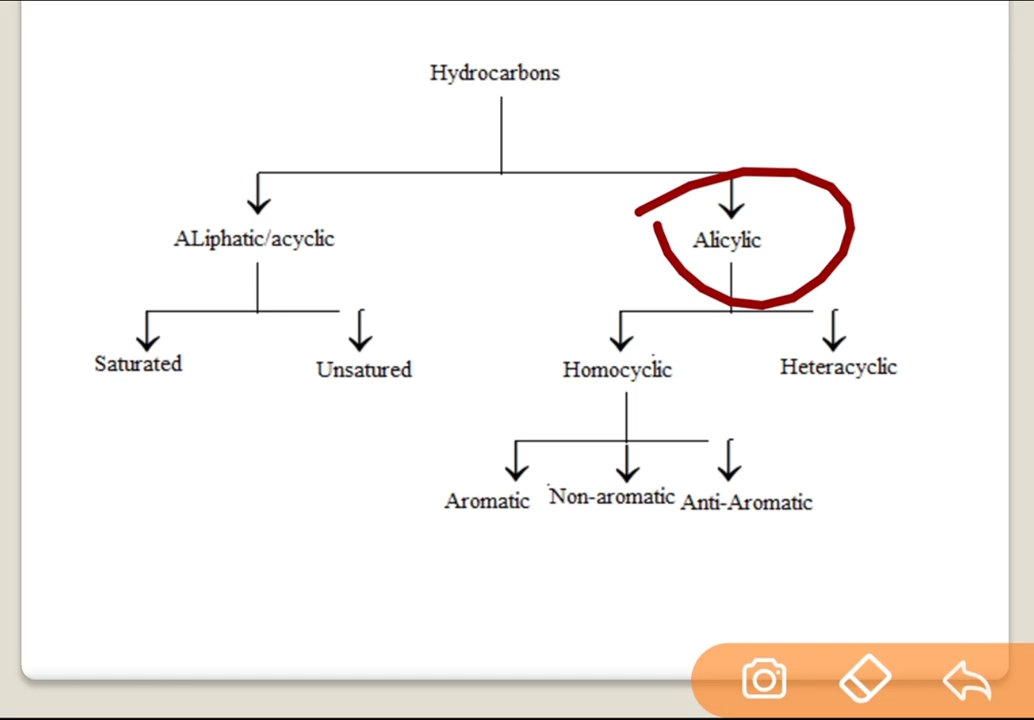 Hydrocarbons
ALiphatic/acyclic
Alicylic
Saturated
Unsatured
Homocyclic
Heteracyclic
Aromatic
Non-aromatic
Anti-Aromatic